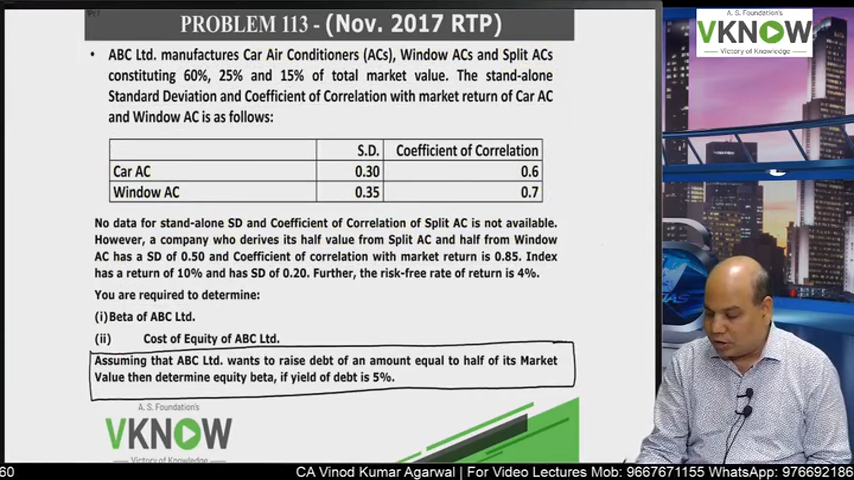 PROBLEM 113 - (Nov. 2017 RTP)
A. S. Foundation's
VKNOW
Victory of Knowledge
• ABC Ltd. manufactures Car Air Conditioners (ACs), Window ACs and Split ACs
constituting 60%, 25% and 15% of total market value. The stand-alone
Standard Deviation and Coefficient of Correlation with market return of Car AC
and Window AC is as follows:
S.D. Coefficient of Correlation
Car AC 0.30 0.6
Window AC 0.35 0.7
No data for stand-alone SD and Coefficient of Correlation of Split AC is not available.
However, a company who derives its half value from Split AC and half from Window
AC has a SD of 0.50 and Coefficient of correlation with market return is 0.85. Index
has a return of 10% and has SD of 0.20. Further, the risk-free rate of return is 4%.
You are required to determine:
(i)Beta of ABC Ltd.
(ii) Cost of Equity of ABC Ltd.
Assuming that ABC Ltd. wants to raise debt of an amount equal to half of its Market
Value then determine equity beta, if yield of debt is 5%.
A. S. Foundation's
VKNOW
Victory of Knowledge
60 CA Vinod Kumar Agarwal | For Video Lectures Mob: 9667671155 WhatsApp: 976692186